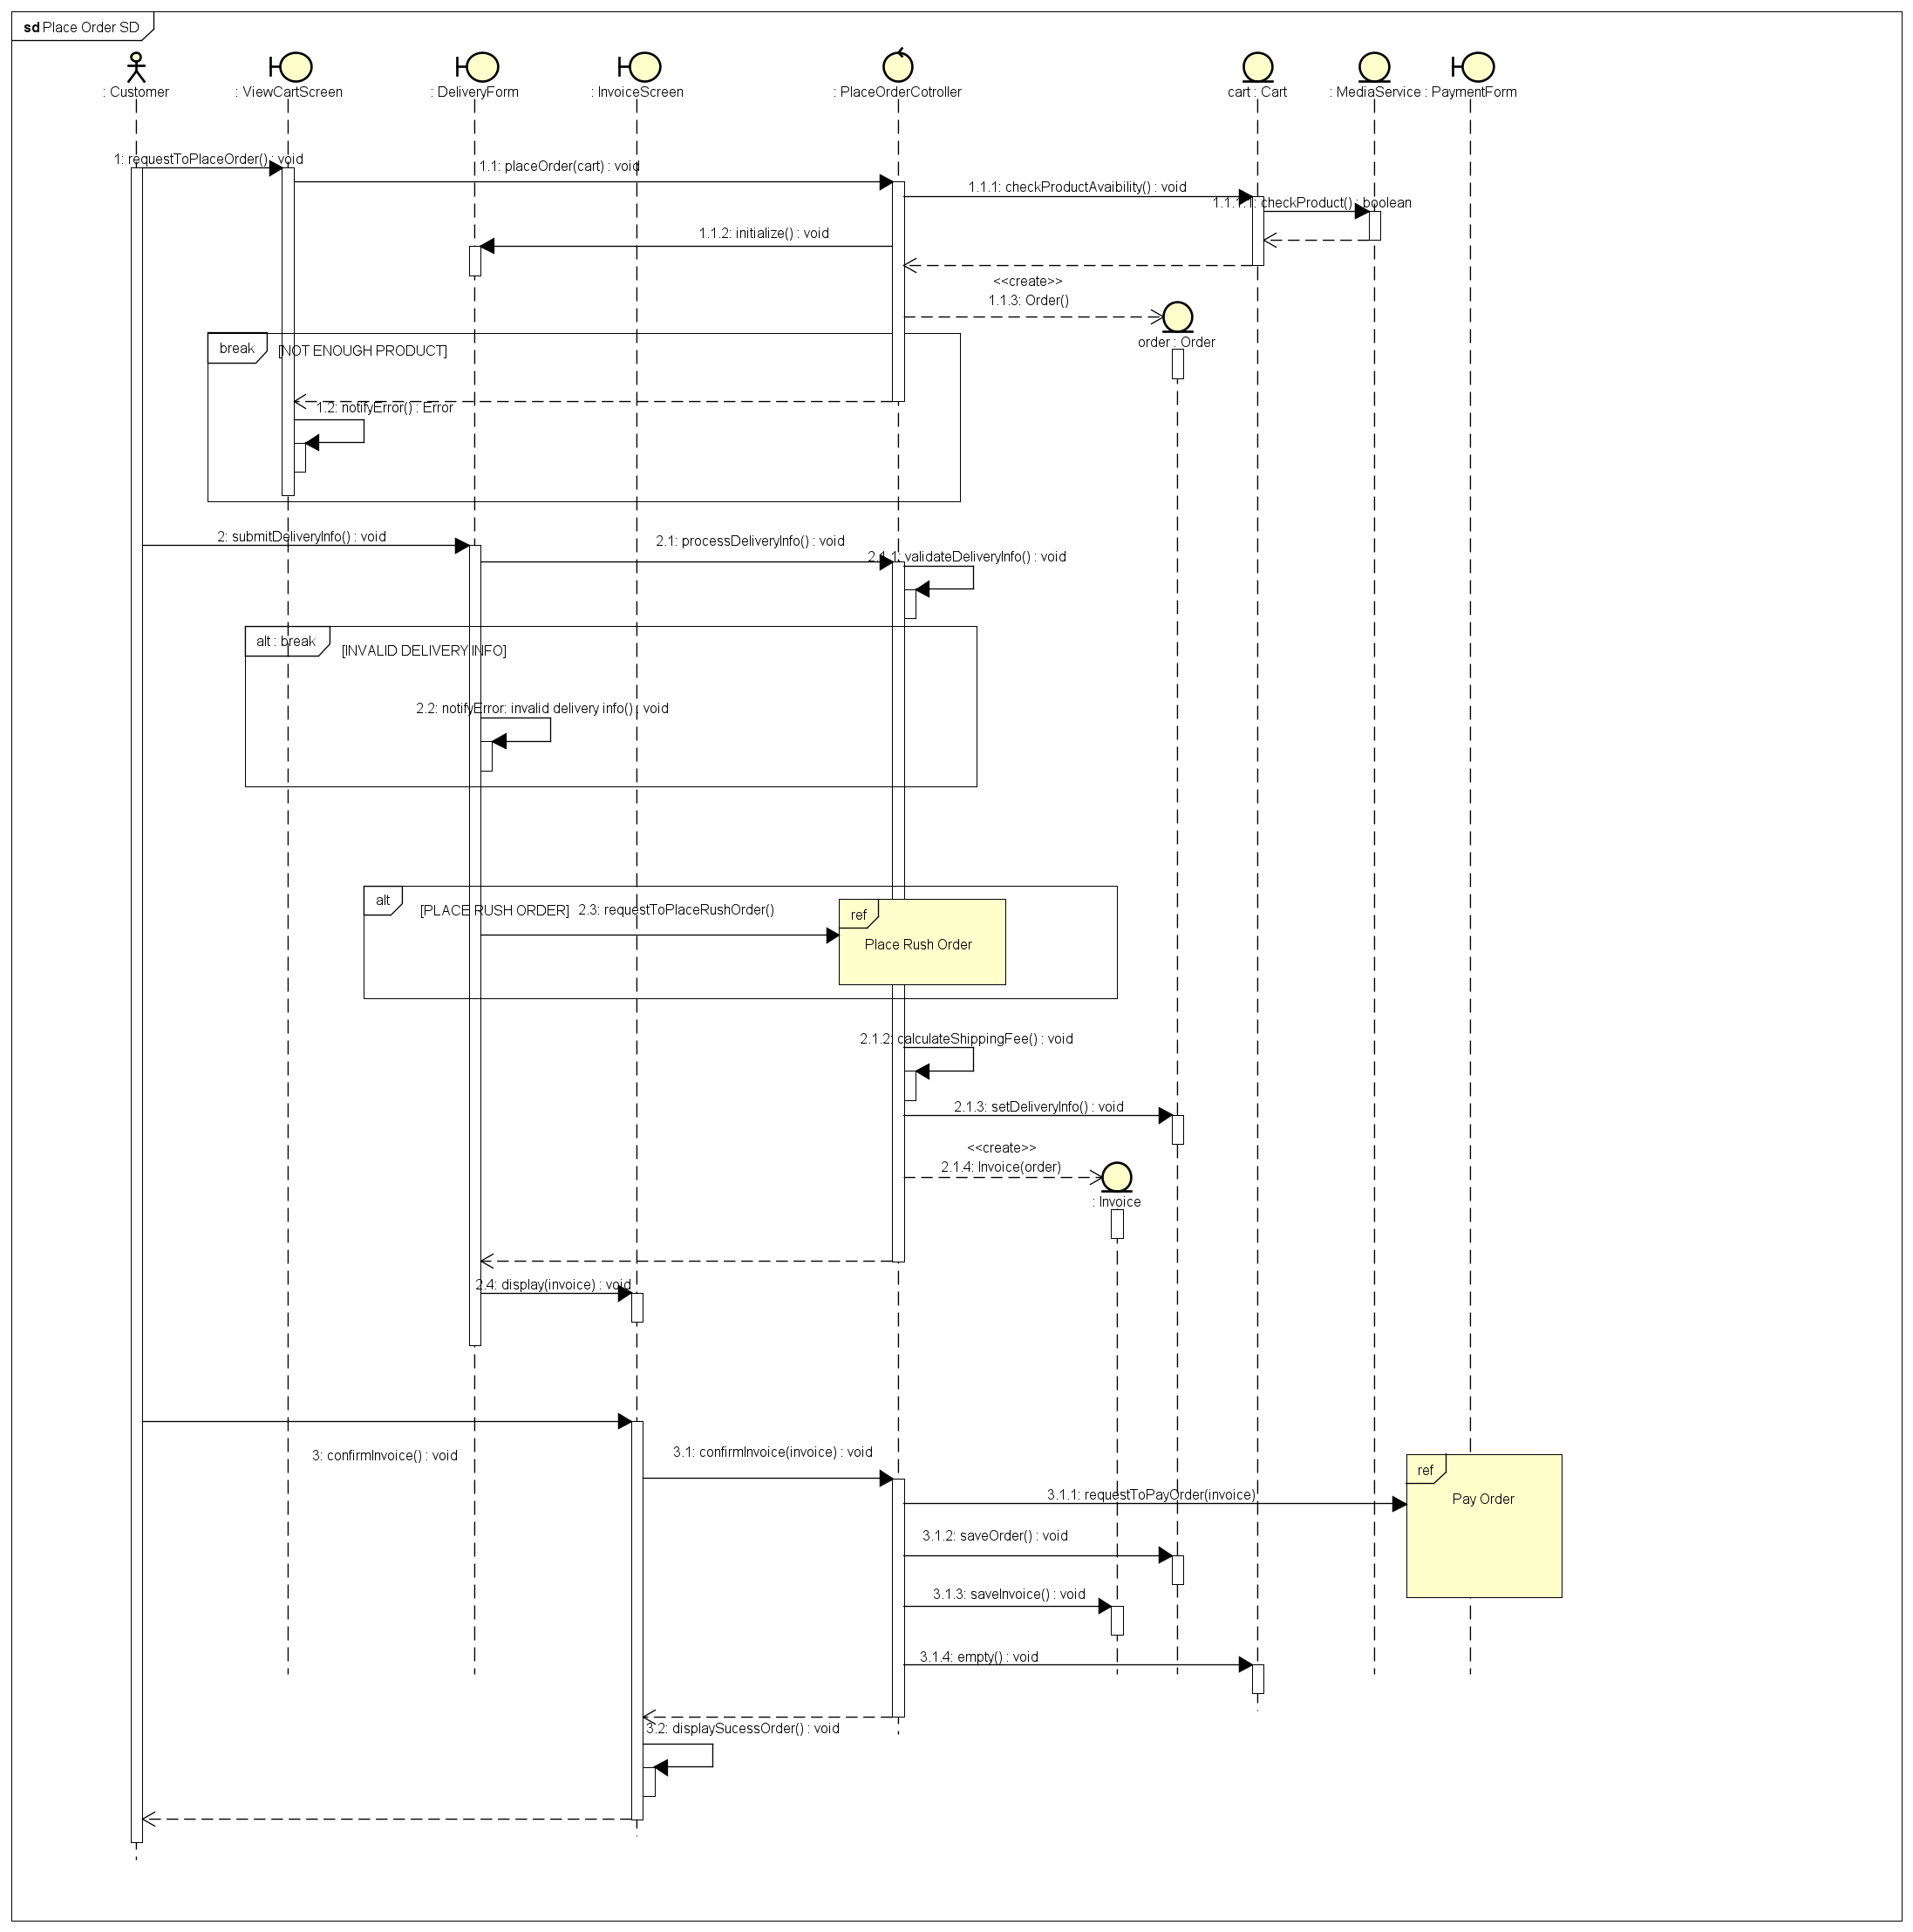 sd Place Order SD
: Customer
: ViewCartScreen
: DeliveryForm
: InvoiceScreen
: PlaceOrderCotroller
cart : Cart
: MediaService
: PaymentForm
1: requestToPlaceOrder() : void
1.1: placeOrder(cart) : void
1.1.1: checkProductAvaibility() : void
1.1.1.1: checkProduct() : boolean
1.1.2: initialize() : void
<<create>>
1.1.3: Order()
order : Order
break
[NOT ENOUGH PRODUCT]
1.2: notifyError() : Error
2: submitDeliveryInfo() : void
2.1: processDeliveryInfo() : void
2.1.1: validateDeliveryInfo() : void
alt : break
[INVALID DELIVERY INFO]
2.2: notifyError: invalid delivery info() : void
alt
[PLACE RUSH ORDER]
2.3: requestToPlaceRushOrder()
ref
Place Rush Order
2.1.2: calculateShippingFee() : void
2.1.3: setDeliveryInfo() : void
<<create>>
2.1.4: Invoice(order)
: Invoice
2.4: display(invoice) : void
3: confirmInvoice() : void
3.1: confirmInvoice(invoice) : void
ref
Pay Order
3.1.1: requestToPayOrder(invoice)
3.1.2: saveOrder() : void
3.1.3: saveInvoice() : void
3.1.4: empty() : void
3.2: displaySucessOrder() : void